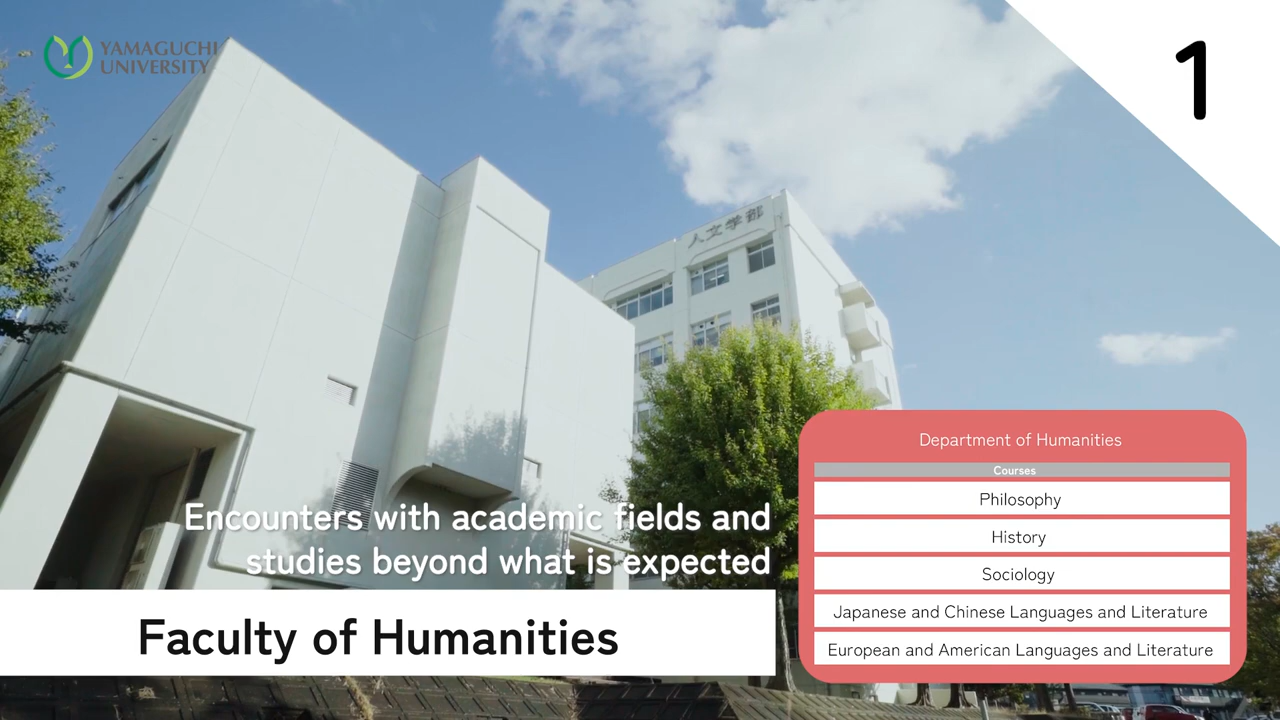 YAMAGUCHI
UNIVERSITY
1
人文学部
Encounters with academic fields and
studies beyond what is expected
Faculty of Humanities
Department of Humanities
Courses
Philosophy
History
Sociology
Japanese and Chinese Languages and Literature
European and American Languages and Literature